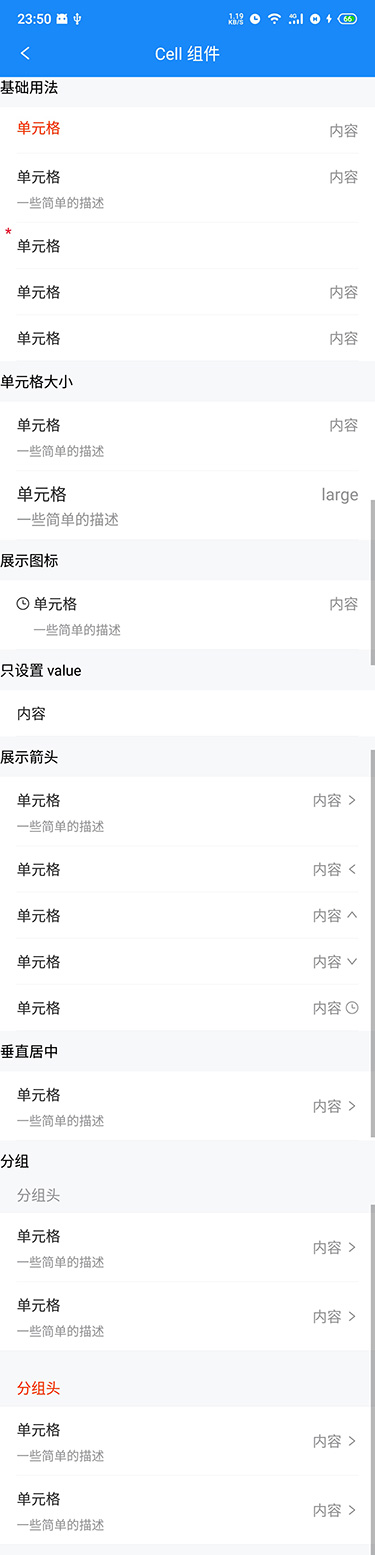 23:50 1.19 KB/S 4G 66
Cell 组件
基础用法
单元格 内容
单元格 内容
一些简单的描述
* 单元格
单元格 内容
单元格 内容
单元格大小
单元格 内容
一些简单的描述
单元格 large
一些简单的描述
展示图标
单元格 内容
一些简单的描述
只设置 value
内容
展示箭头
单元格 内容
一些简单的描述
单元格 内容
单元格 内容
单元格 内容
单元格 内容
垂直居中
单元格 内容
一些简单的描述
分组
分组头
单元格 内容
一些简单的描述
单元格 内容
一些简单的描述
分组头
单元格 内容
一些简单的描述
单元格 内容
一些简单的描述